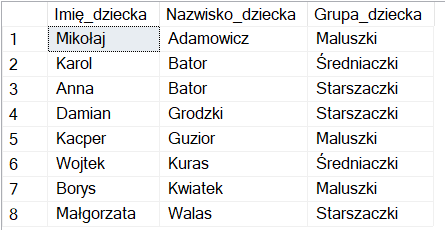 Imię_dziecka Nazwisko_dziecka Grupa_dziecka
1 Mikołaj Adamowicz Maluszki
2 Karol Bator Średniaczki
3 Anna Bator Starszaczki
4 Damian Grodzki Starszaczki
5 Kacper Guzior Maluszki
6 Wojtek Kuras Średniaczki
7 Borys Kwiatek Maluszki
8 Małgorzata Walas Starszaczki